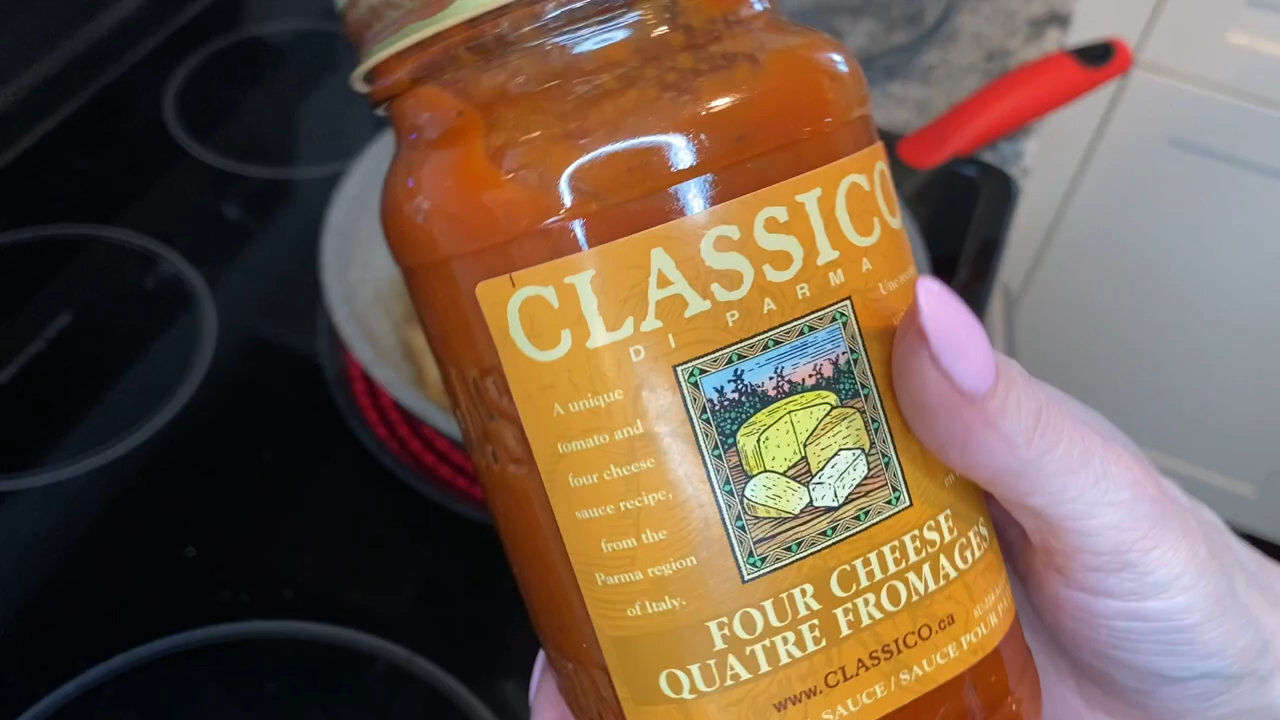 CLASSICO
DI PARMA
A unique
tomato and
four cheese
sauce recipe,
from the
Parma region
of Italy.
FOUR CHEESE
QUATRE FROMAGES
www.CLASSICO.ca
SAUCE / SAUCE POUR